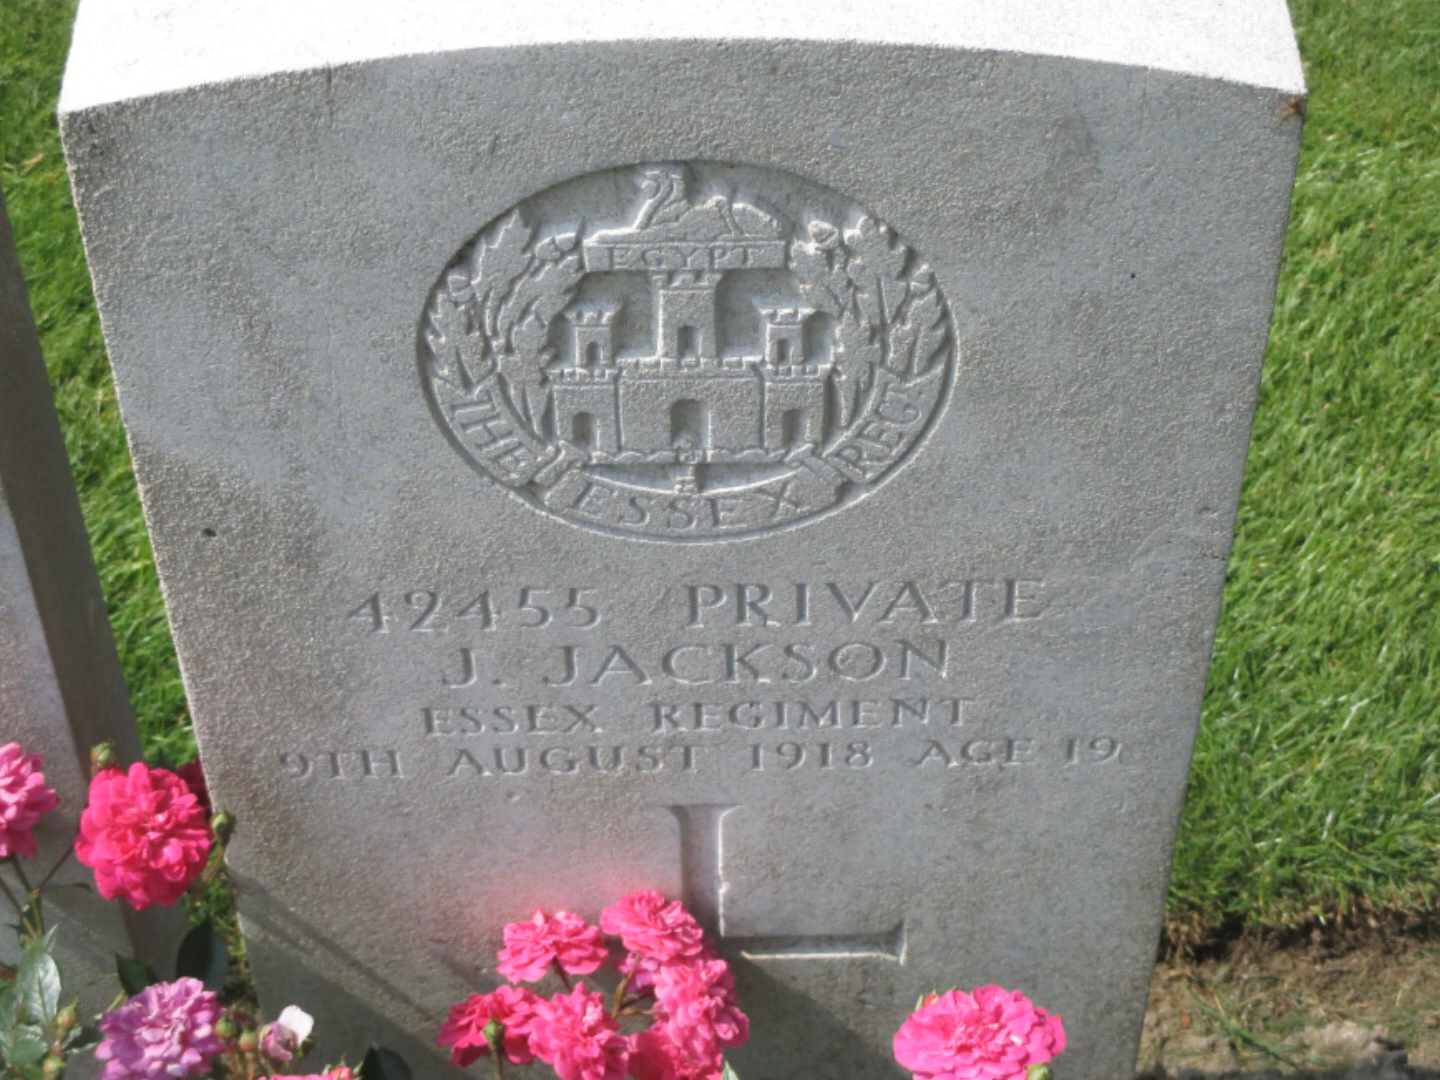 EGYPT
THE ESSEX REGT
42455 PRIVATE
J. JACKSON
ESSEX REGIMENT
9TH AUGUST 1918 AGE 19